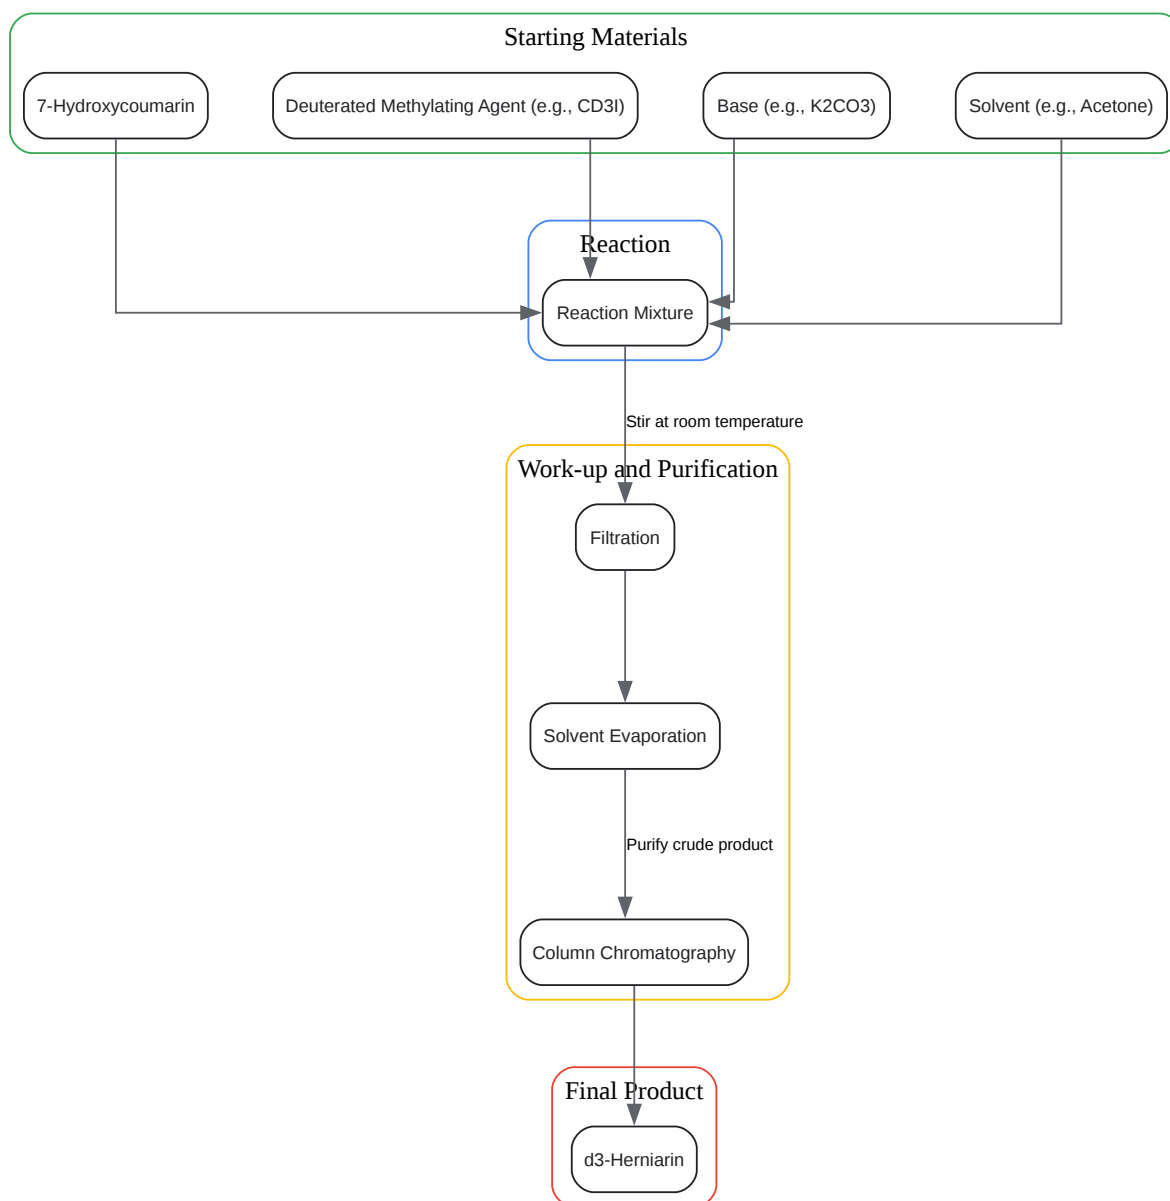 Starting Materials
7-Hydroxycoumarin
Deuterated Methylating Agent (e.g., CD3I)
Base (e.g., K2CO3)
Solvent (e.g., Acetone)
Reaction
Reaction Mixture
Stir at room temperature
Work-up and Purification
Filtration
Solvent Evaporation
Purify crude product
Column Chromatography
Final Product
d3-Herniarin